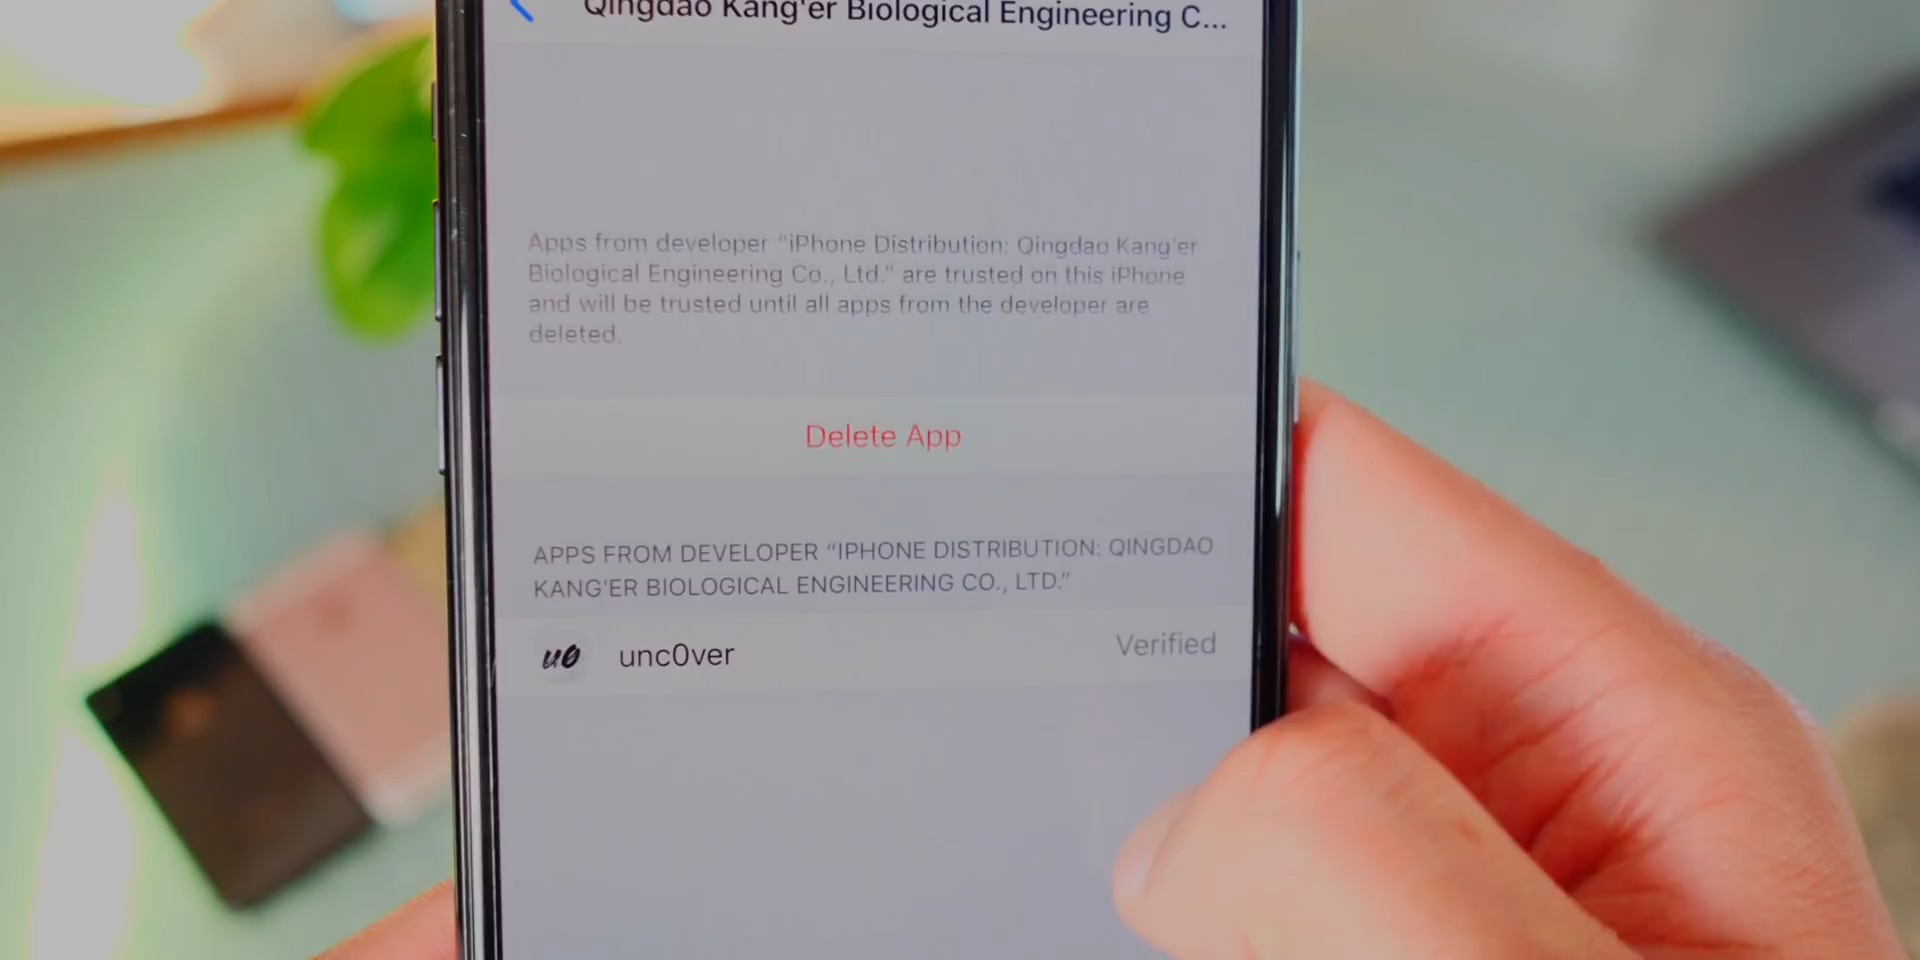 Qingdao Kang'er Biological Engineering C...
Apps from developer “iPhone Distribution: Qingdao Kang'er
Biological Engineering Co., Ltd.” are trusted on this iPhone
and will be trusted until all apps from the developer are
deleted.
Delete App
APPS FROM DEVELOPER “IPHONE DISTRIBUTION: QINGDAO
KANG'ER BIOLOGICAL ENGINEERING CO., LTD.”
u0 unc0ver Verified